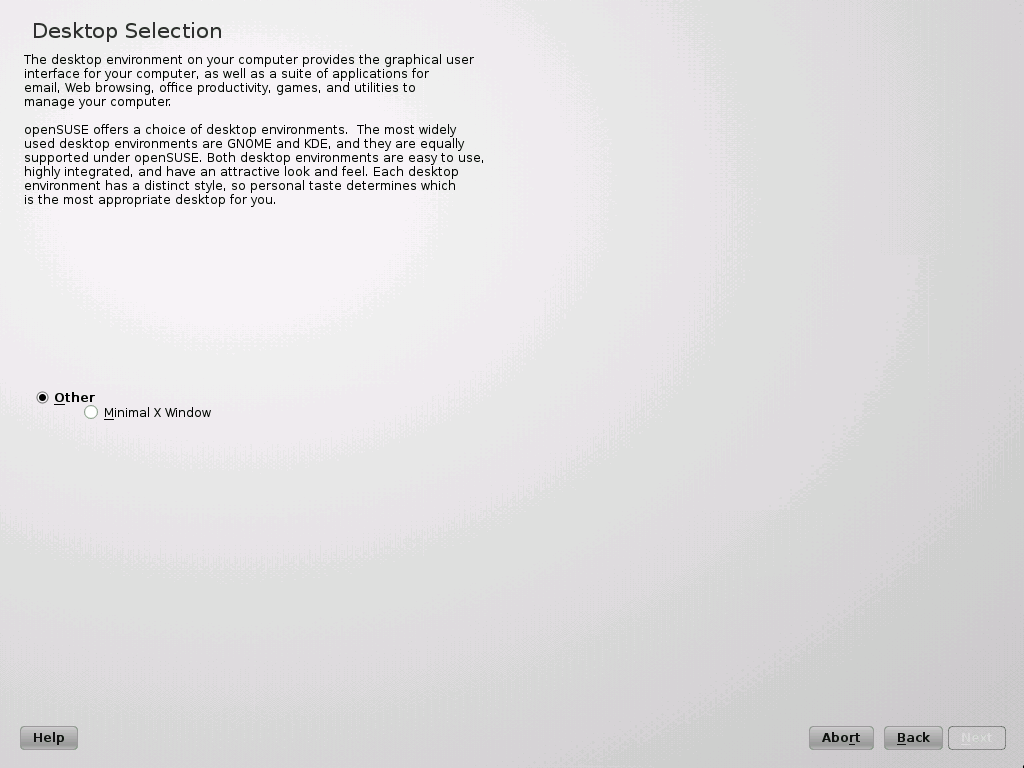 Desktop Selection
The desktop environment on your computer provides the graphical user
interface for your computer, as well as a suite of applications for
email, Web browsing, office productivity, games, and utilities to
manage your computer.
openSUSE offers a choice of desktop environments.  The most widely
used desktop environments are GNOME and KDE, and they are equally
supported under openSUSE. Both desktop environments are easy to use,
highly integrated, and have an attractive look and feel. Each desktop
environment has a distinct style, so personal taste determines which
is the most appropriate desktop for you.
Other
Minimal X Window
Help Abort Back Next